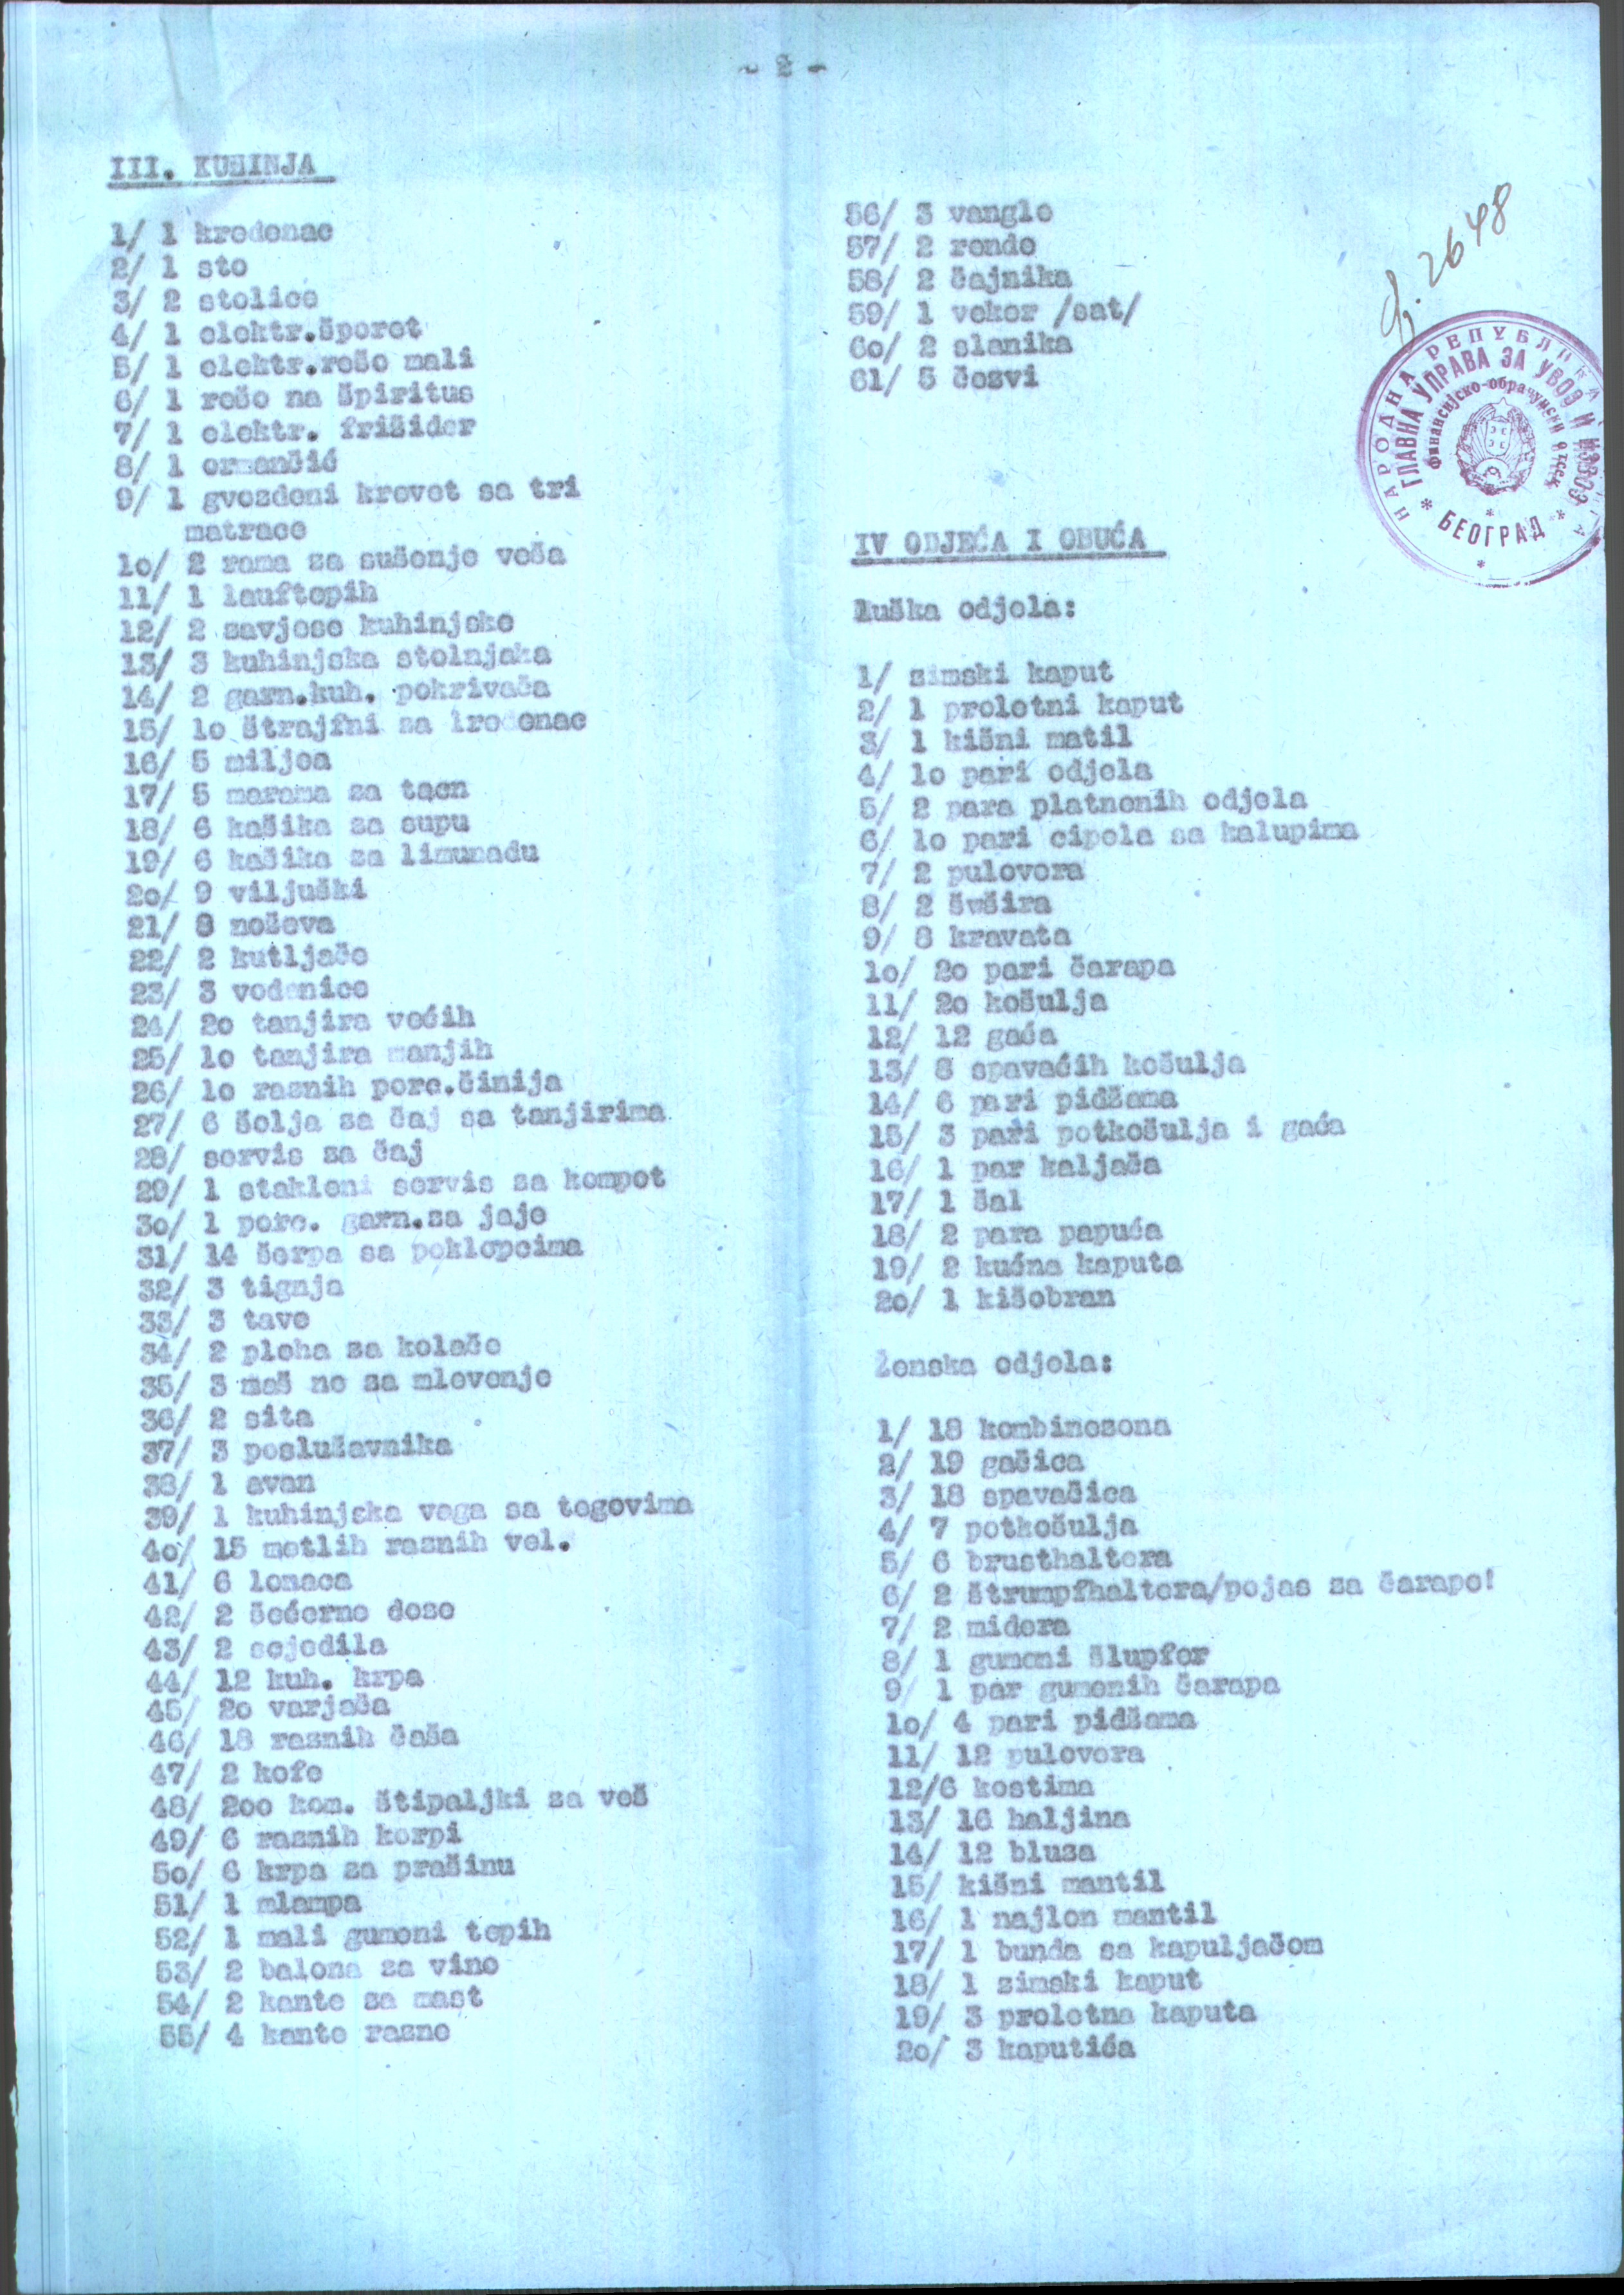 - 2 -
III. KUHINJA
1/ 1 kredenac
2/ 1 sto
3/ 2 stolice
4/ 1 elektr.šporet
5/ 1 elektr.rešo mali
6/ 1 rešo na špiritus
7/ 1 elektr. frižider
8/ 1 ormančić
9/ 1 gvozdeni krevet sa tri
matrace
1o/ 2 rama za sušenje veša
11/ 1 lauftepih
12/ 2 zavjese kuhinjske
13/ 3 kuhinjska stolnjaka
14/ 2 garn.kuh. pokrivača
15/ 1o štrajfni za kredenac
16/ 5 miljea
17/ 5 marama za tacn
18/ 6 kašika za supu
19/ 6 kašika za limunadu
2o/ 9 viljuški
21/ 8 noževa
22/ 2 kutljače
23/ 3 vodenice
24/ 2o tanjira većih
25/ 1o tanjira manjih
26/ 1o raznih porc.činija
27/ 6 šolja za čaj sa tanjirima
28/ servis za čaj
29/ 1 stakleni servis za kompot
3o/ 1 porc. garn.za jaje
31/ 14 šerpa sa poklopcima
32/ 3 tignja
33/ 3 tave
34/ 2 pleha za kolače
35/ 3 maš ne za mlevenje
36/ 2 sita
37/ 3 poslužavnika
38/ 1 avan
39/ 1 kuhinjska vaga sa tegovima
4o/ 15 metlih raznih vel.
41/ 6 lonaca
42/ 2 šećerne doze
43/ 2 cejedila
44/ 12 kuh. krpa
45/ 2o varjača
46/ 18 raznih čaša
47/ 2 kofe
48/ 2oo kom. štipaljki za veš
49/ 6 raznih korpi
5o/ 6 krpa za prašinu
51/ 1 mlampa
52/ 1 mali gumeni tepih
53/ 2 balona za vino
54/ 2 kante za mast
55/ 4 kante razne
56/ 3 vangle
57/ 2 rende
58/ 2 čajnika
59/ 1 veker /sat/
6o/ 2 slanika
61/ 5 čezvi
2648
НАРОДНА РЕПУБЛИКА
ГЛАВНА УПРАВА ЗА УВОЗ И ИЗВОЗ
финансијско-обрачунски отсек
* БЕОГРАД *
IV ODJEĆA I OBUĆA
Muška odjela:
1/ zimski kaput
2/ 1 proletni kaput
3/ 1 kišni matil
4/ 1o pari odjela
5/ 2 para platnenih odjela
6/ 1o pari cipela sa kalupima
7/ 2 pulovera
8/ 2 šešira
9/ 8 kravata
1o/ 2o pari čarapa
11/ 2o košulja
12/ 12 gaća
13/ 8 spavaćih košulja
14/ 6 pari pidžama
15/ 3 pari potkošulja i gaća
16/ 1 par kaljača
17/ 1 šal
18/ 2 para papuća
19/ 2 kućna kaputa
2o/ 1 kišobran
Ženska odjela:
1/ 18 kombinezona
2/ 19 gačica
3/ 18 spavačica
4/ 7 potkošulja
5/ 6 brusthaltera
6/ 2 štrumpfhaltera/pojas za čarape!
7/ 2 midera
8/ 1 gumeni šlupfer
9/ 1 par gumenih čarapa
1o/ 4 pari pidžama
11/ 12 pulovera
12/6 kostima
13/ 16 haljina
14/ 12 bluza
15/ kišni mantil
16/ 1 najlon mantil
17/ 1 bunda sa kapuljačom
18/ 1 zimski kaput
19/ 3 proletna kaputa
2o/ 3 kaputića